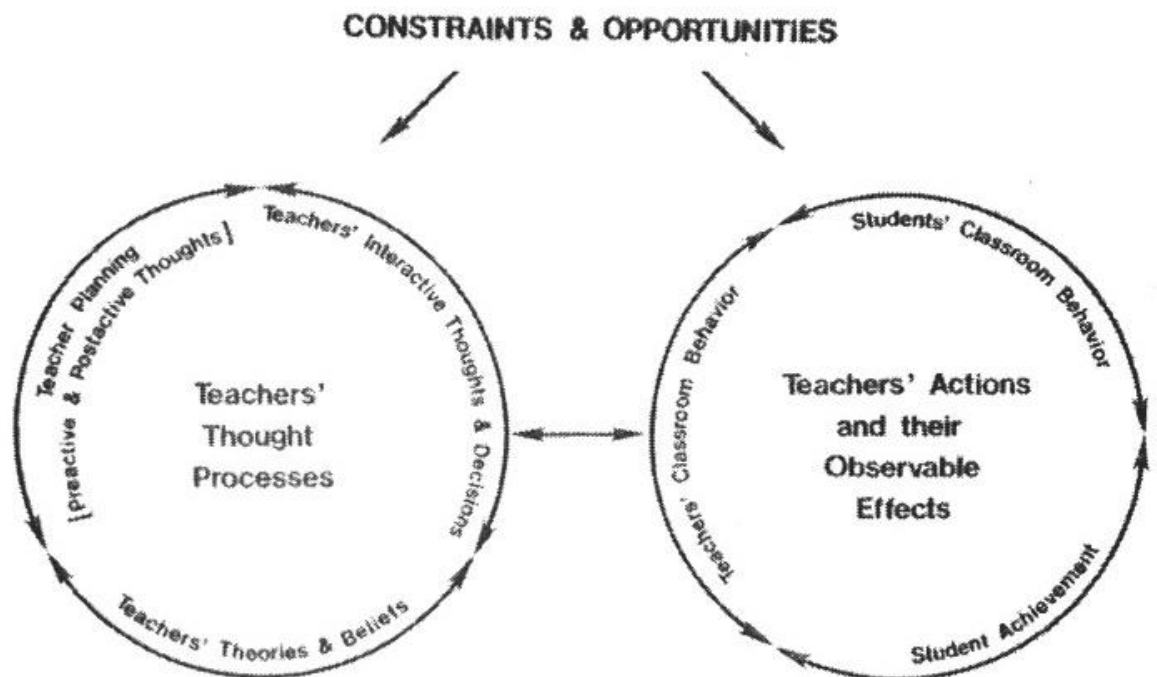 CONSTRAINTS & OPPORTUNITIES
Teacher Planning
[Preactive & Postactive Thoughts]
Teachers' Interactive Thoughts & Decisions
Teachers' Theories & Beliefs
Teachers'
Thought
Processes
Students' Classroom Behavior
Teachers' Classroom Behavior
Student Achievement
Teachers' Actions
and their
Observable
Effects